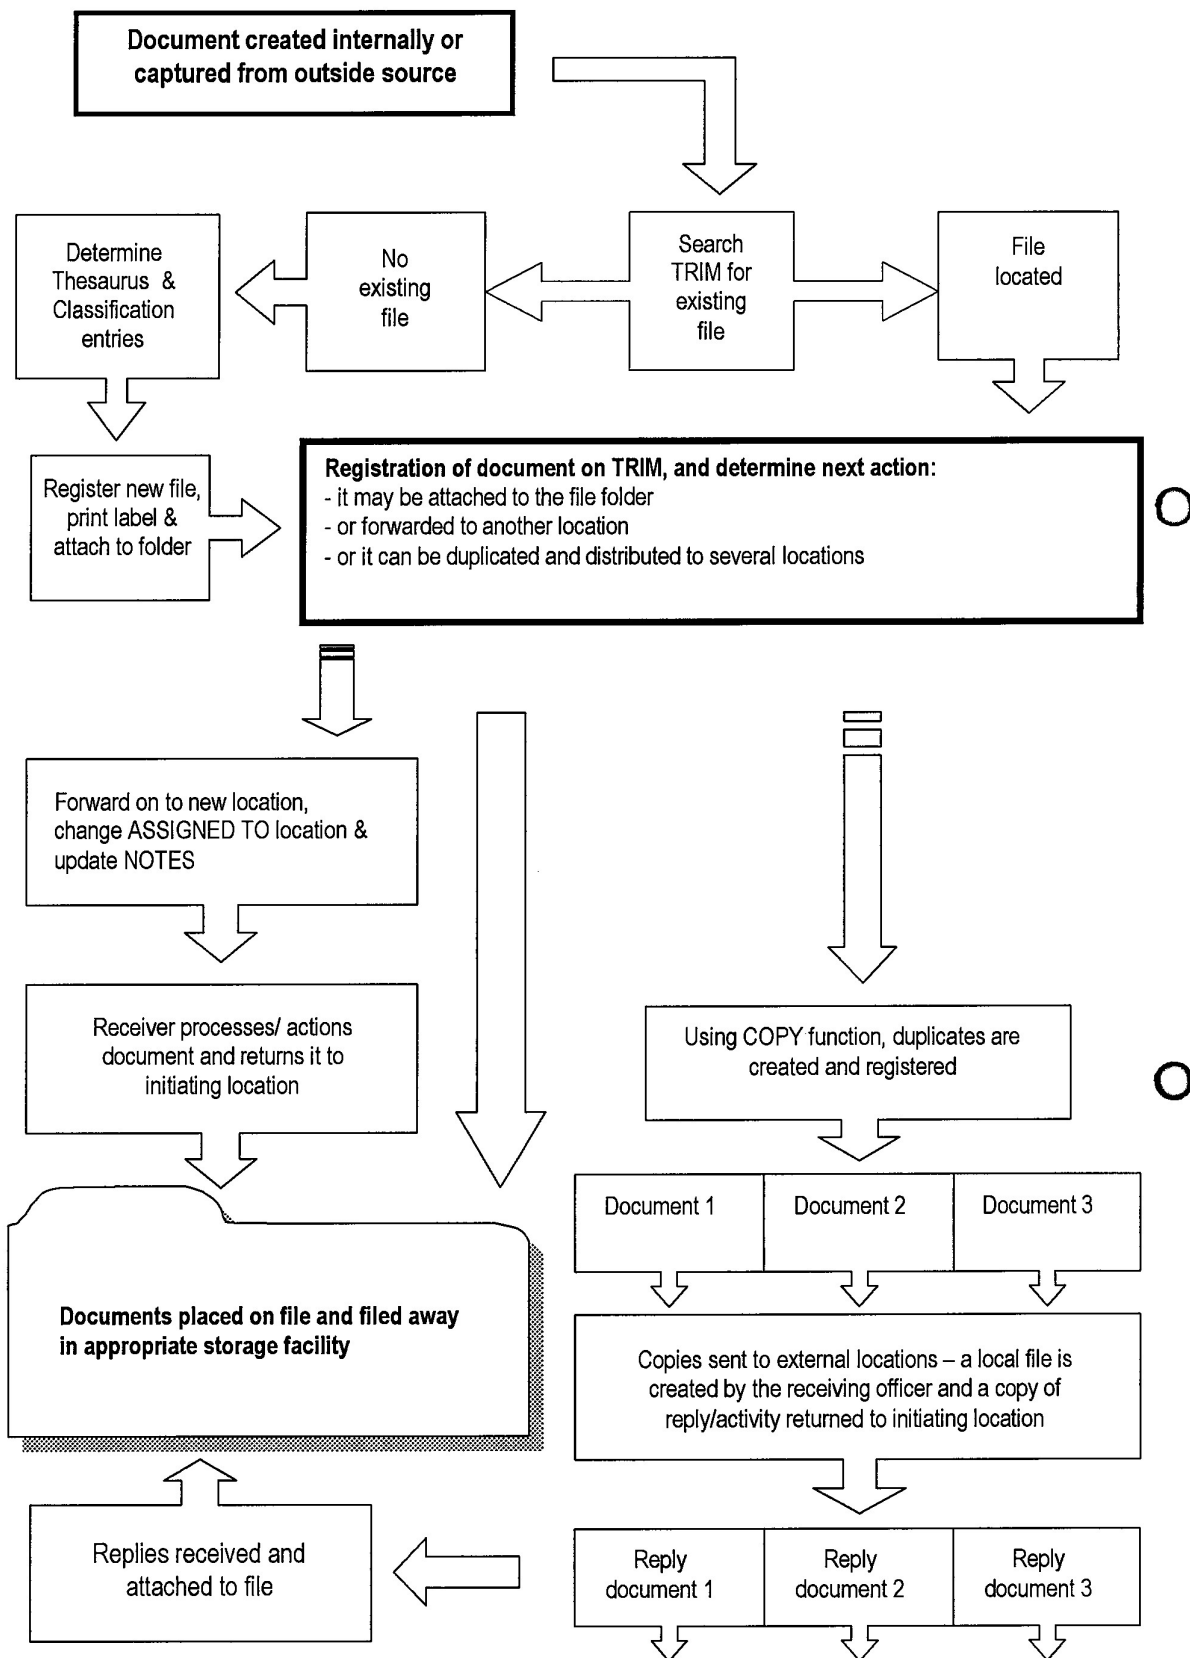 Document created internally or
captured from outside source
Determine
Thesaurus &
Classification
entries
No
existing
file
Search
TRIM for
existing
file
File
located
Register new file,
print label &
attach to folder
Registration of document on TRIM, and determine next action:
- it may be attached to the file folder
- or forwarded to another location
- or it can be duplicated and distributed to several locations
Forward on to new location,
change ASSIGNED TO location &
update NOTES
Receiver processes/ actions
document and returns it to
initiating location
Using COPY function, duplicates are
created and registered
Document 1
Document 2
Document 3
Documents placed on file and filed away
in appropriate storage facility
Copies sent to external locations – a local file is
created by the receiving officer and a copy of
reply/activity returned to initiating location
Replies received and
attached to file
Reply
document 1
Reply
document 2
Reply
document 3